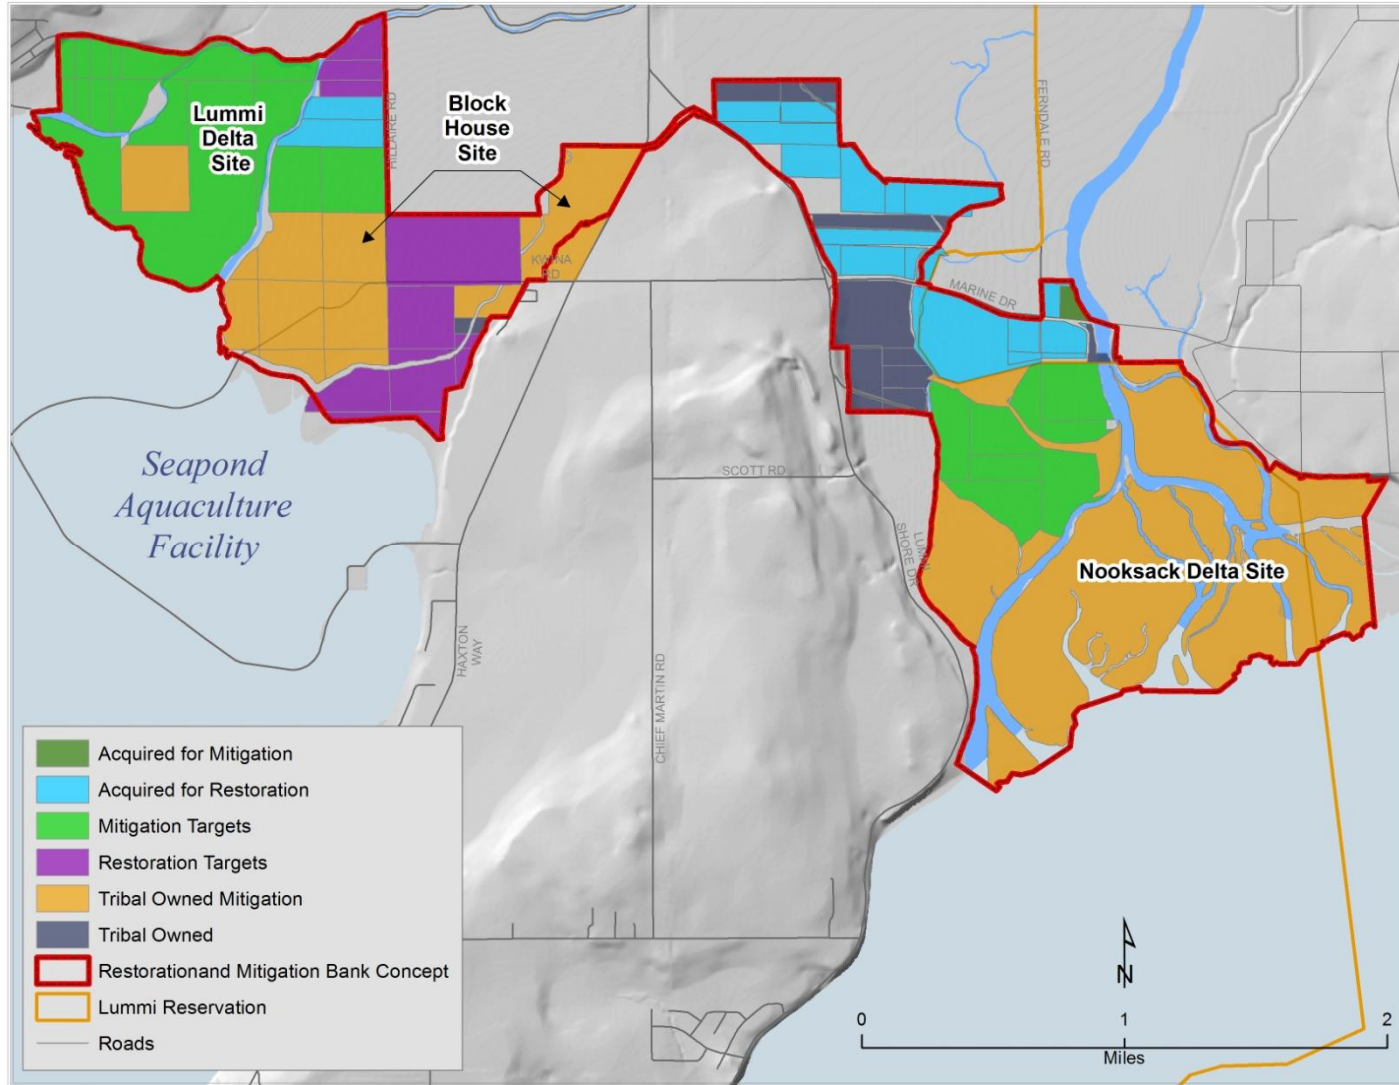 Lummi
Delta
Site
Block
House
Site
HILLAIRE RD
FERNDALE RD
KWINA
RD
MARINE DR
Seapond
Aquaculture
Facility
SCOTT RD
LUMMI
SHORE DR
Nooksack Delta Site
HAXTON
WAY
CHIEF MARTIN RD
Acquired for Mitigation
Acquired for Restoration
Mitigation Targets
Restoration Targets
Tribal Owned Mitigation
Tribal Owned
Restorationand Mitigation Bank Concept
Lummi Reservation
Roads
N
0 1 2
Miles